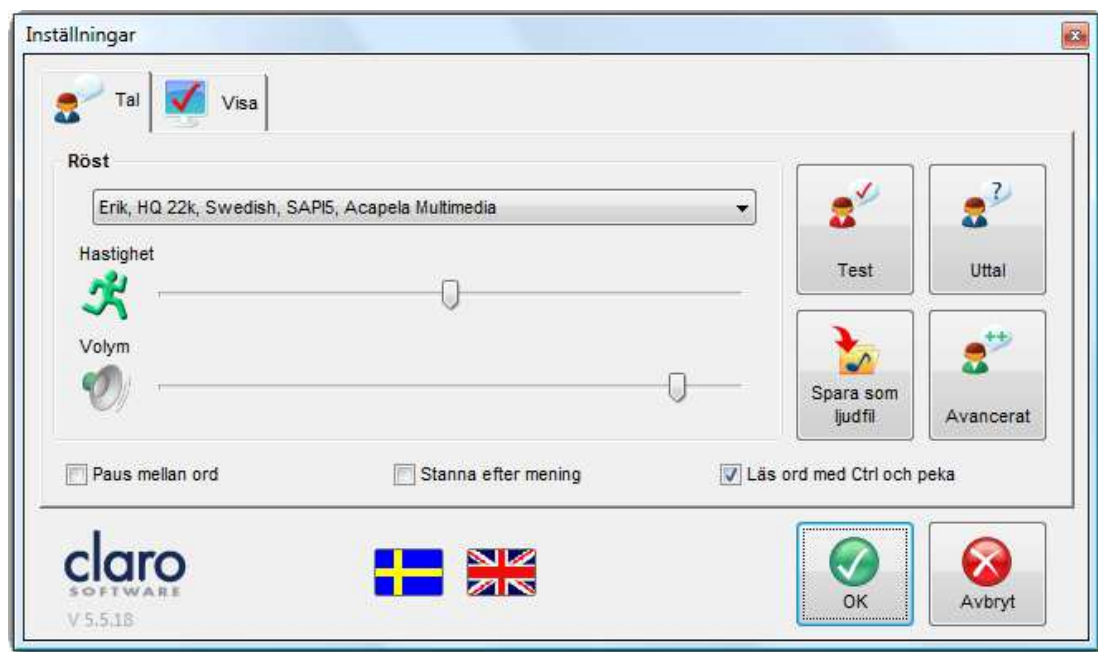 Inställningar
Tal
Visa
Röst
Erik, HQ 22k, Swedish, SAPI5, Acapela Multimedia
Hastighet
Volym
Test
Uttal
Spara som
ljudfil
Avancerat
Paus mellan ord
Stanna efter mening
Läs ord med Ctrl och peka
claro
SOFTWARE
V 5.5.18
OK
Avbryt